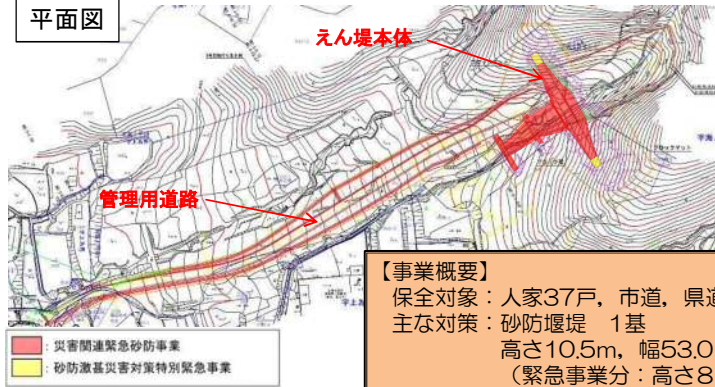 平面図
えん堤本体
管理用道路
【事業概要】
保全対象：人家37戸，市道，県道
主な対策：砂防堰堤　1基
高さ10.5m，幅53.0
（緊急事業分：高さ8
：災害関連緊急砂防事業
：砂防激甚災害対策特別緊急事業